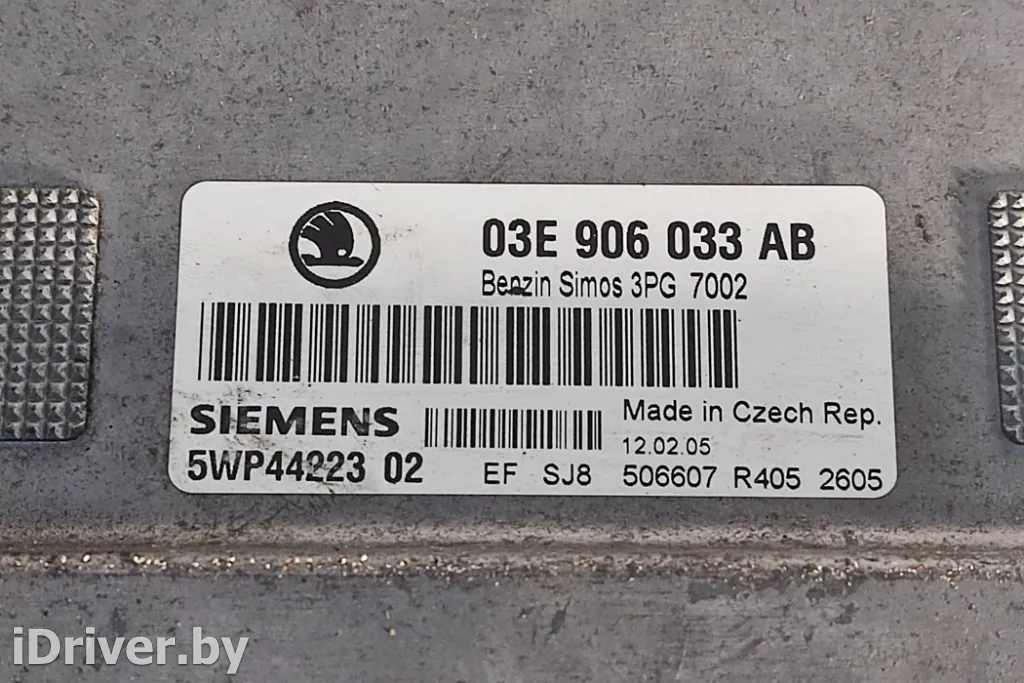 03E 906 033 AB
Benzin Simos 3PG 7002
SIEMENS
Made in Czech Rep.
12.02.05
5WP44223 02
EF SJ8 506607 R405 2605
iDriver.by